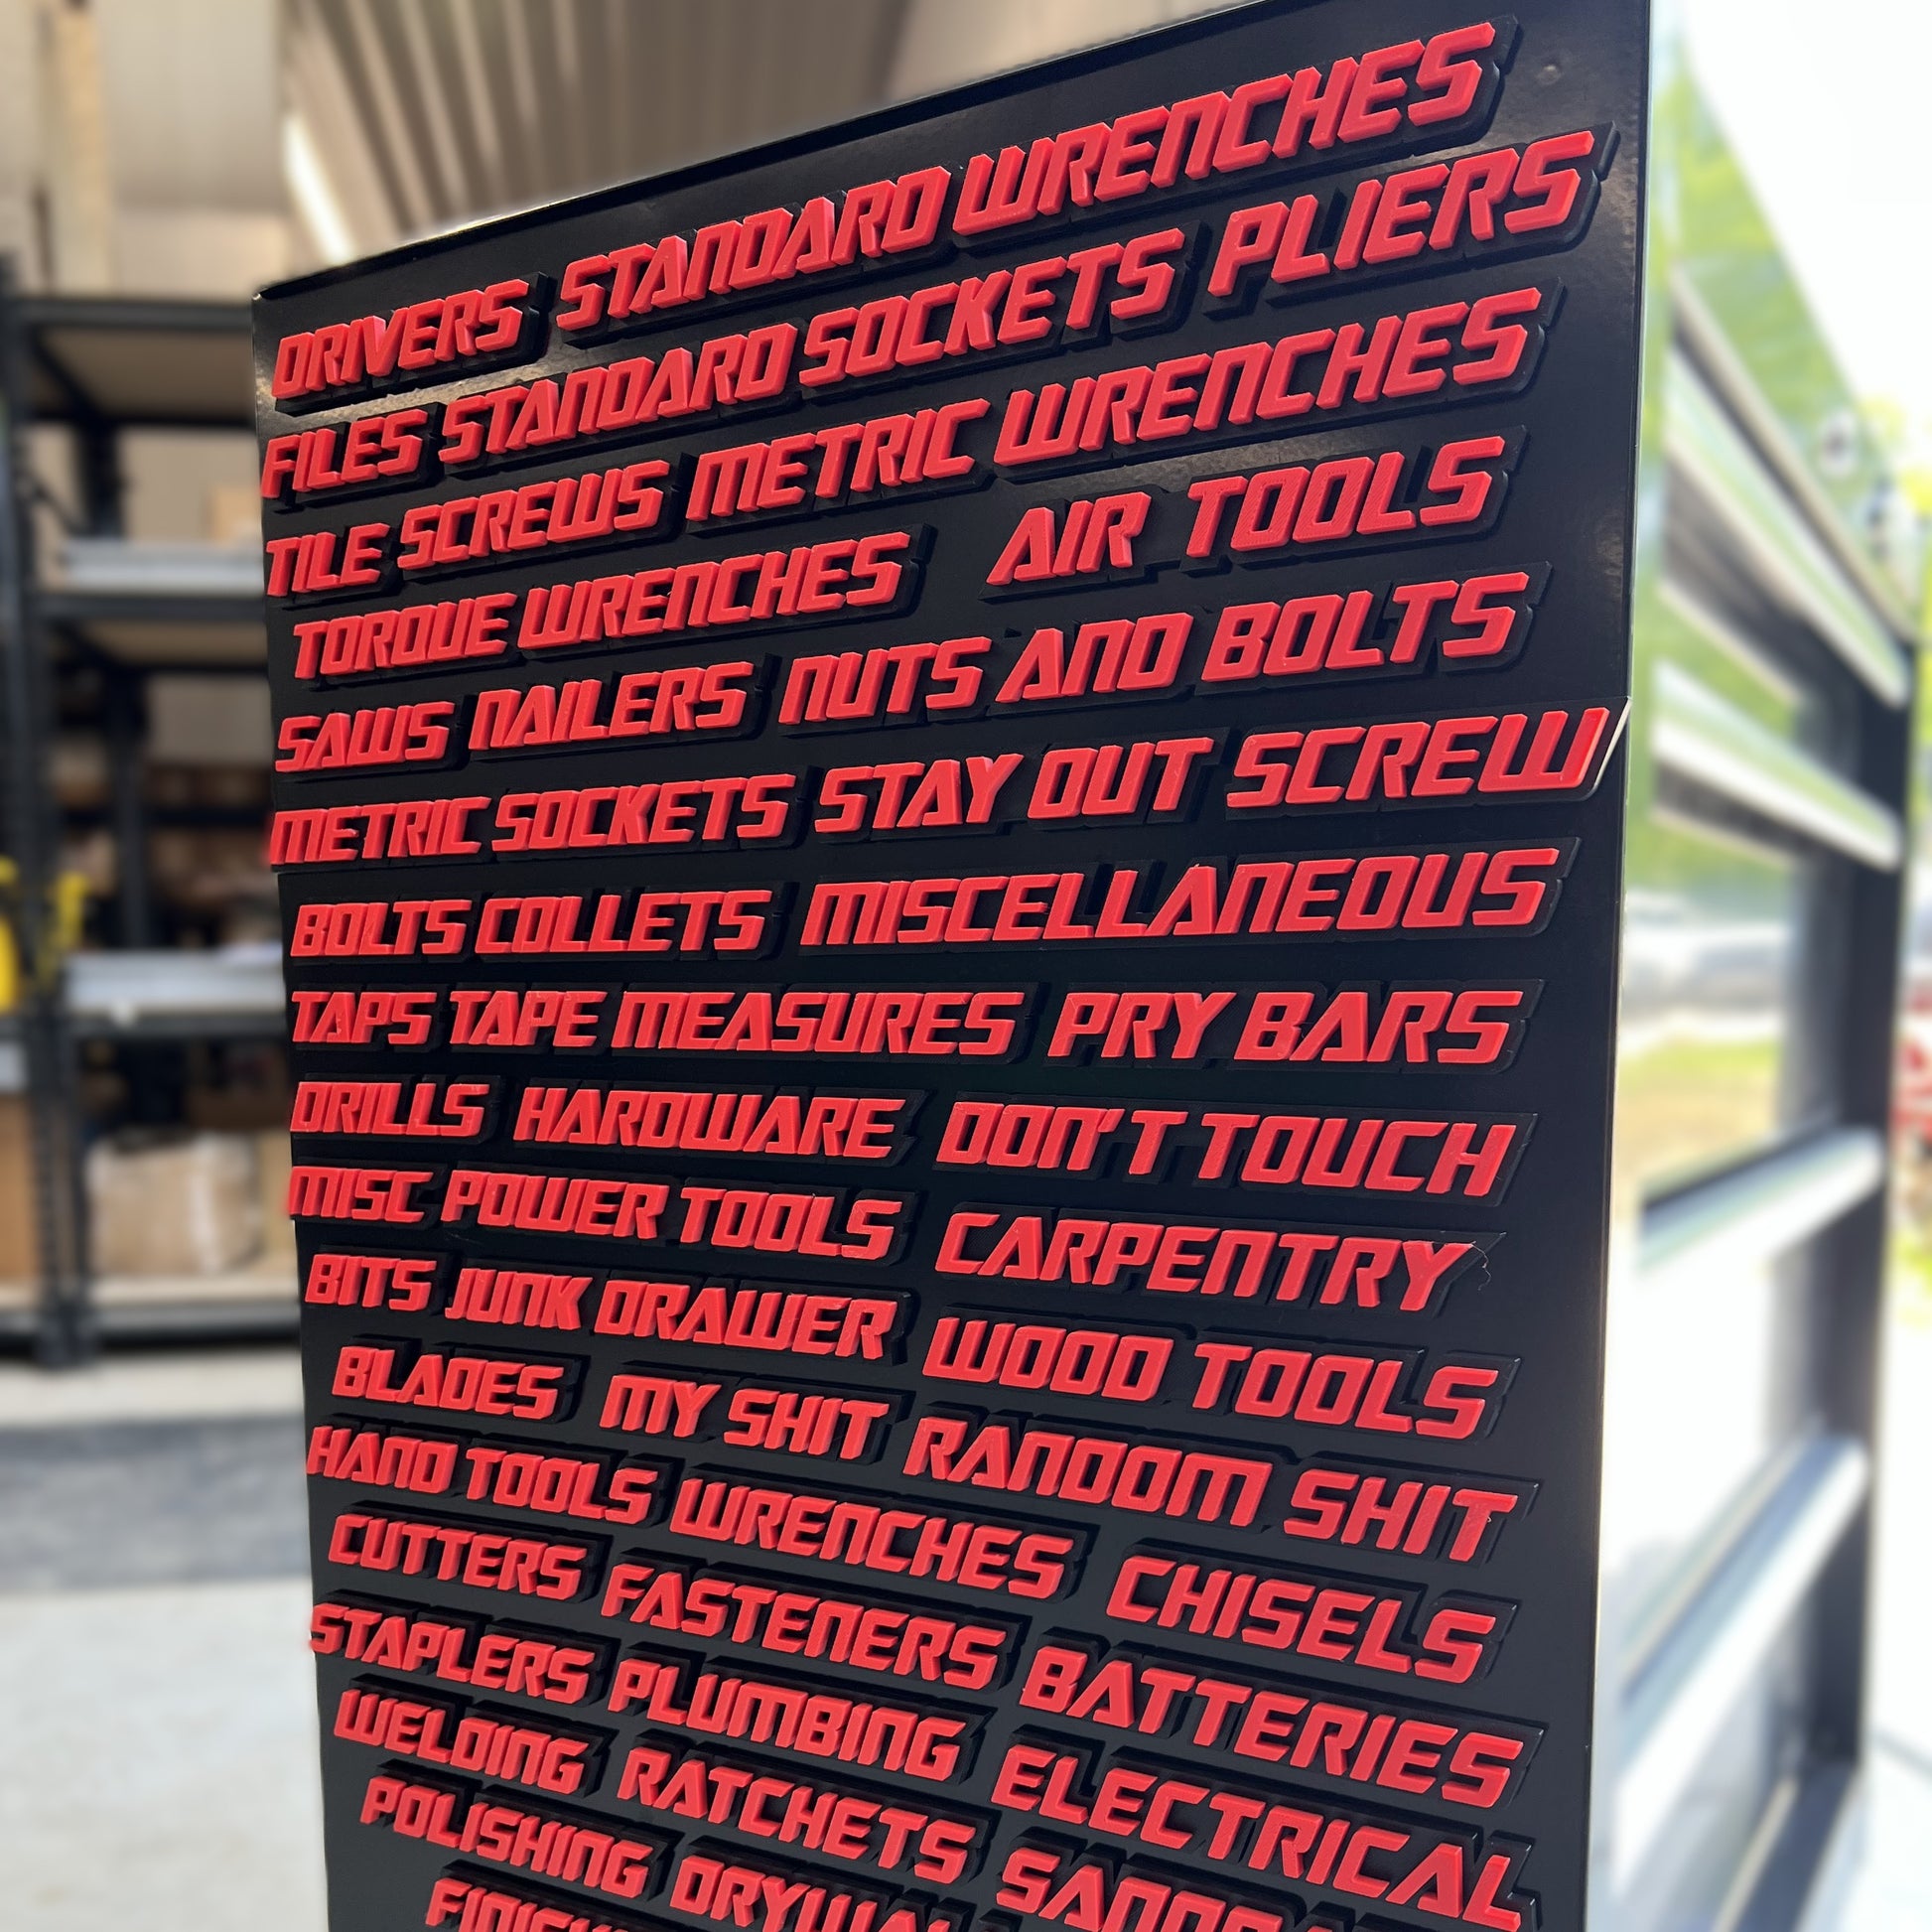 DRIVERS STANDARD WRENCHES
FILES STANDARD SOCKETS PLIERS
TILE SCREWS METRIC WRENCHES
TORQUE WRENCHES AIR TOOLS
SAWS NAILERS NUTS AND BOLTS
METRIC SOCKETS STAY OUT SCREW
BOLTS COLLETS MISCELLANEOUS
TAPS TAPE MEASURES PRY BARS
DRILLS HARDWARE DON'T TOUCH
MISC POWER TOOLS CARPENTRY
BITS JUNK DRAWER WOOD TOOLS
BLADES MY SHIT RANDOM SHIT
HAND TOOLS WRENCHES CHISELS
CUTTERS FASTENERS BATTERIES
STAPLERS PLUMBING ELECTRICAL
WELDING RATCHETS
POLISHING